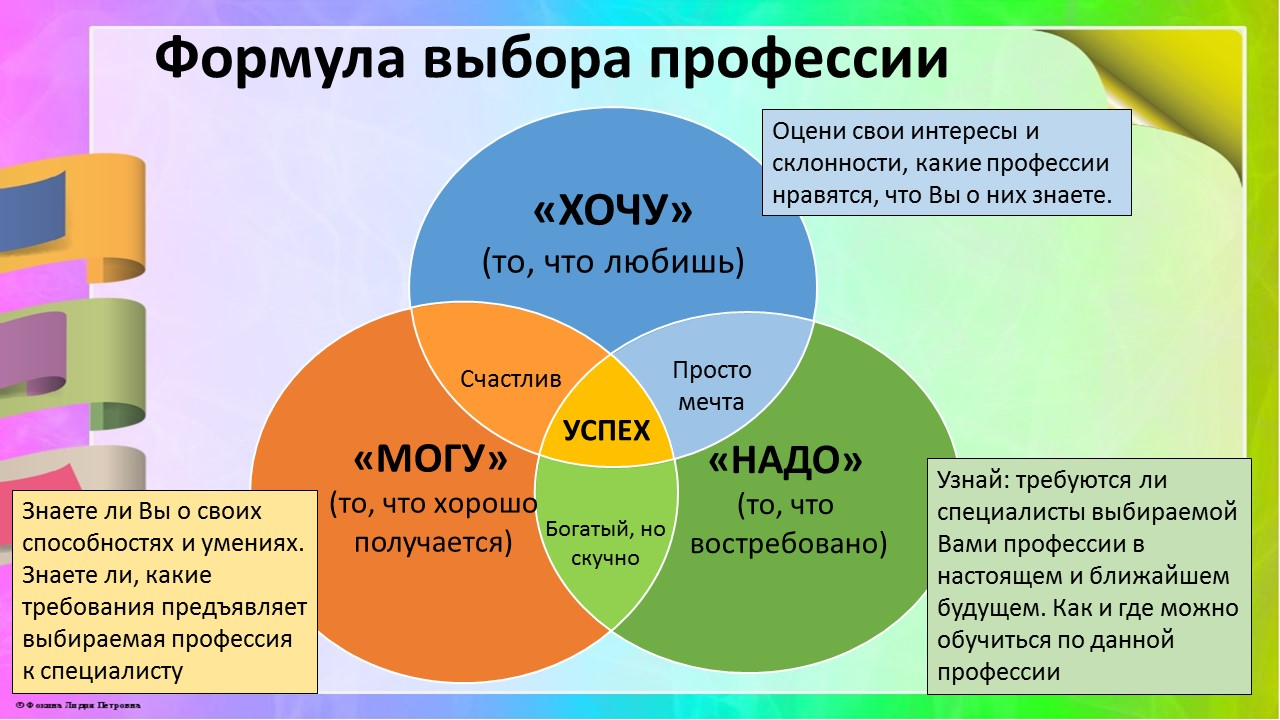 Формула выбора профессии
Оцени свои интересы и
склонности, какие профессии
нравятся, что Вы о них знаете.
«ХОЧУ»
(то, что любишь)
Счастлив
Просто
мечта
УСПЕХ
«МОГУ»
(то, что хорошо
получается)
«НАДО»
(то, что
востребовано)
Богатый, но
скучно
Знаете ли Вы о своих
способностях и умениях.
Знаете ли, какие
требования предъявляет
выбираемая профессия
к специалисту
Узнай: требуются ли
специалисты выбираемой
Вами профессии в
настоящем и ближайшем
будущем. Как и где можно
обучиться по данной
профессии
© Фокина Лидия Петровна